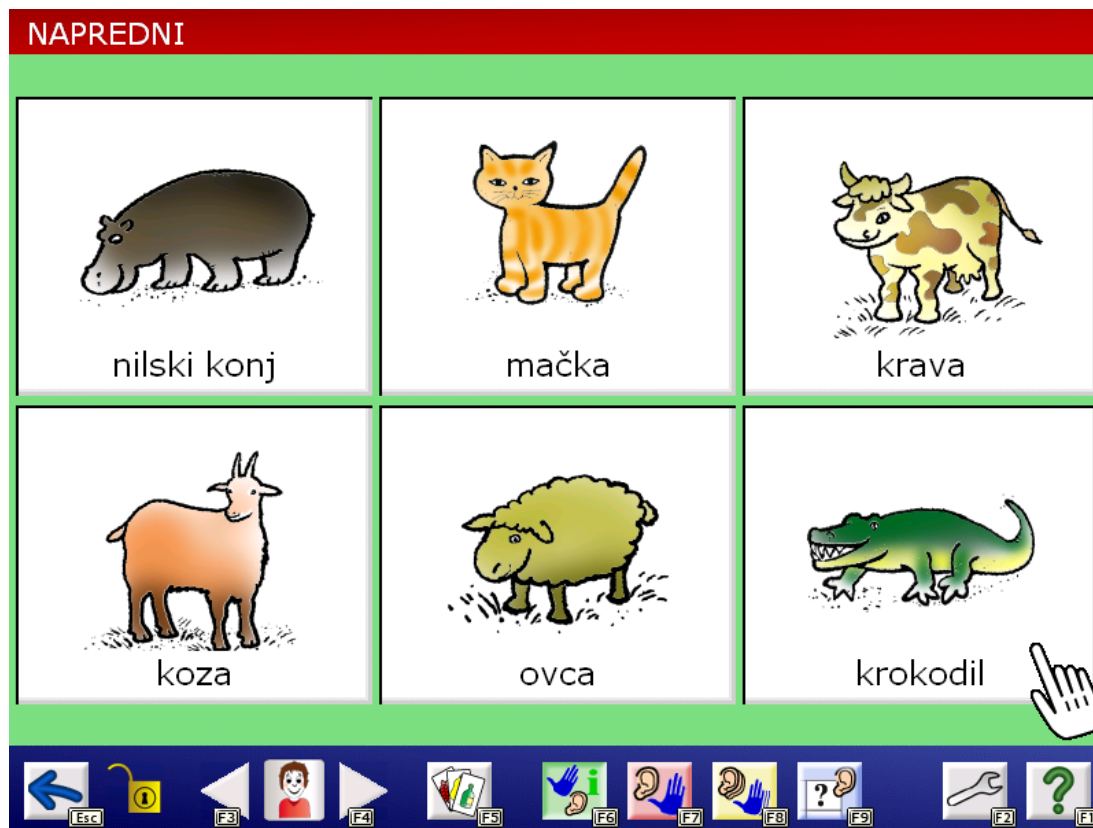 NAPREDNI
nilski konj
mačka
krava
koza
ovca
krokodil
Esc
F3
F4
F5
i
F6
F7
F8
?
F9
F2
?
F1